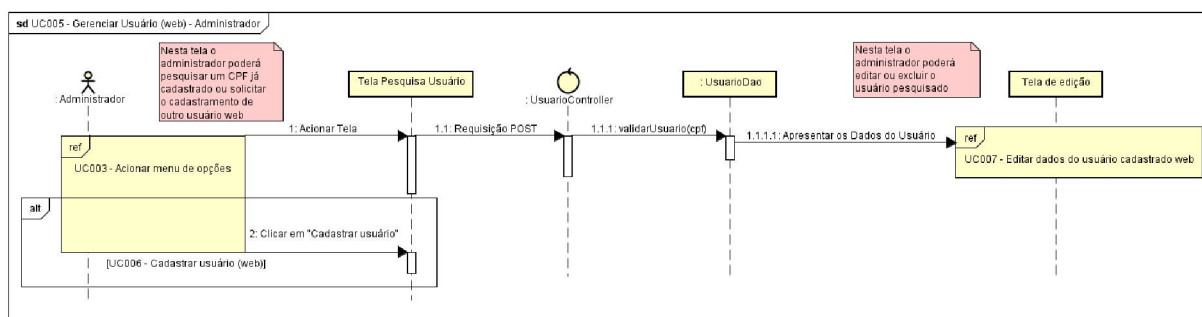 sd UC005 - Gerenciar Usuário (web) - Administrador
Nesta tela o
administrador poderá
pesquisar um CPF já
cadastrado ou solicitar
o cadastramento de
outro usuário web
Nesta tela o
administrador poderá
editar ou excluir o
usuário pesquisado
: Administrador
Tela Pesquisa Usuário
: UsuarioController
: UsuarioDao
Tela de edição
1: Acionar Tela
1.1: Requisição POST
1.1.1: validarUsuario(cpf)
1.1.1.1: Apresentar os Dados do Usuário
ref
UC003 - Acionar menu de opções
ref
UC007 - Editar dados do usuário cadastrado web
alt
2: Clicar em "Cadastrar usuário"
[UC006 - Cadastrar usuário (web)]